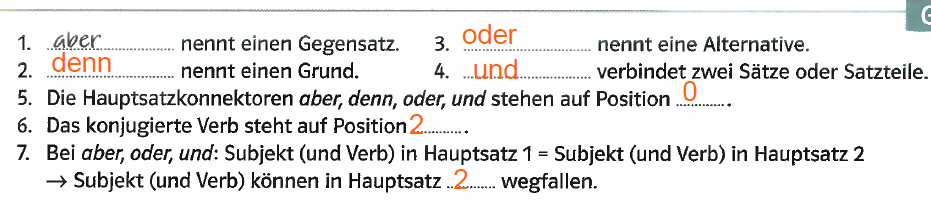 1. aber nennt einen Gegensatz. 3. oder nennt eine Alternative.
2. denn nennt einen Grund. 4. und verbindet zwei Sätze oder Satzteile.
5. Die Hauptsatzkonnektoren aber, denn, oder, und stehen auf Position 0.
6. Das konjugierte Verb steht auf Position 2.
7. Bei aber, oder, und: Subjekt (und Verb) in Hauptsatz 1 = Subjekt (und Verb) in Hauptsatz 2
→ Subjekt (und Verb) können in Hauptsatz 2 wegfallen.